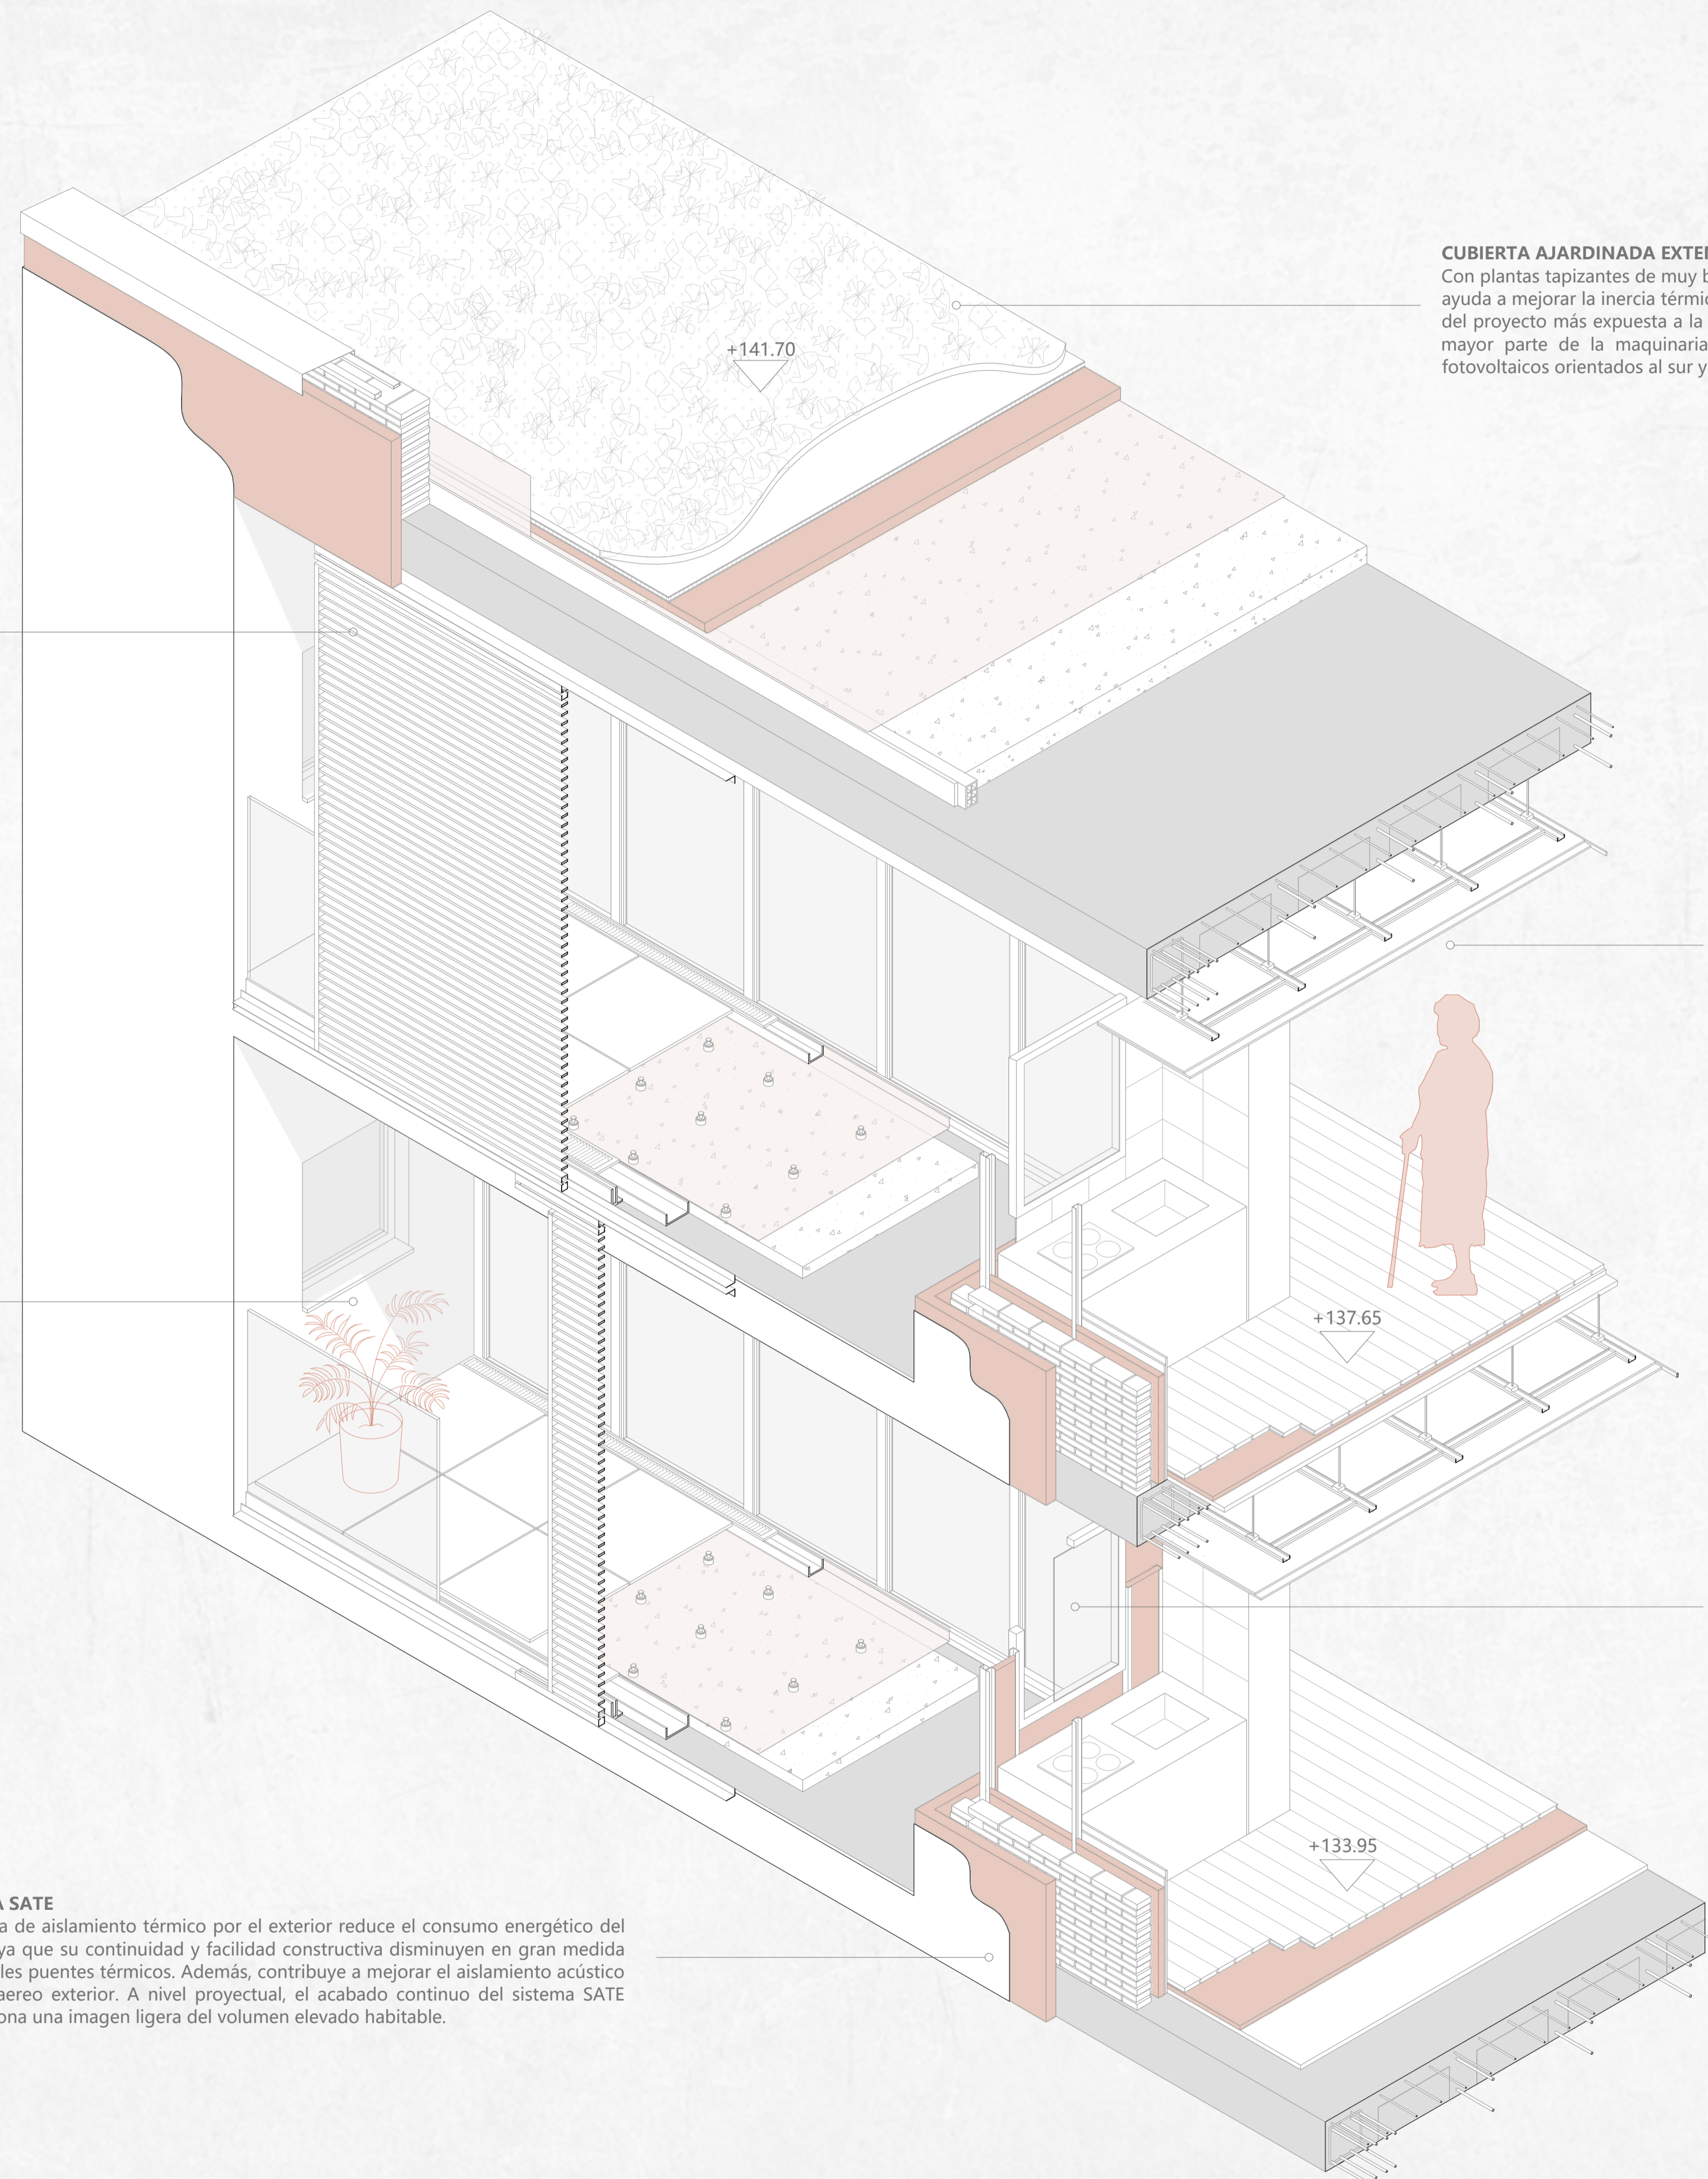 CUBIERTA AJARDINADA
Con plantas tapizantes de muy
ayuda a mejorar la inercia
del proyecto más expuesta a la
mayor parte de la maquinaria
fotovoltaicos orientados al sur y
+141.70
+137.65
+133.95
SATE
de aislamiento térmico por el exterior reduce el consumo energético del
ya que su continuidad y facilidad constructiva disminuyen en gran medida
puentes térmicos. Además, contribuye a mejorar el aislamiento acústico
aereo exterior. A nivel proyectual, el acabado continuo del sistema SATE
una imagen ligera del volumen elevado habitable.